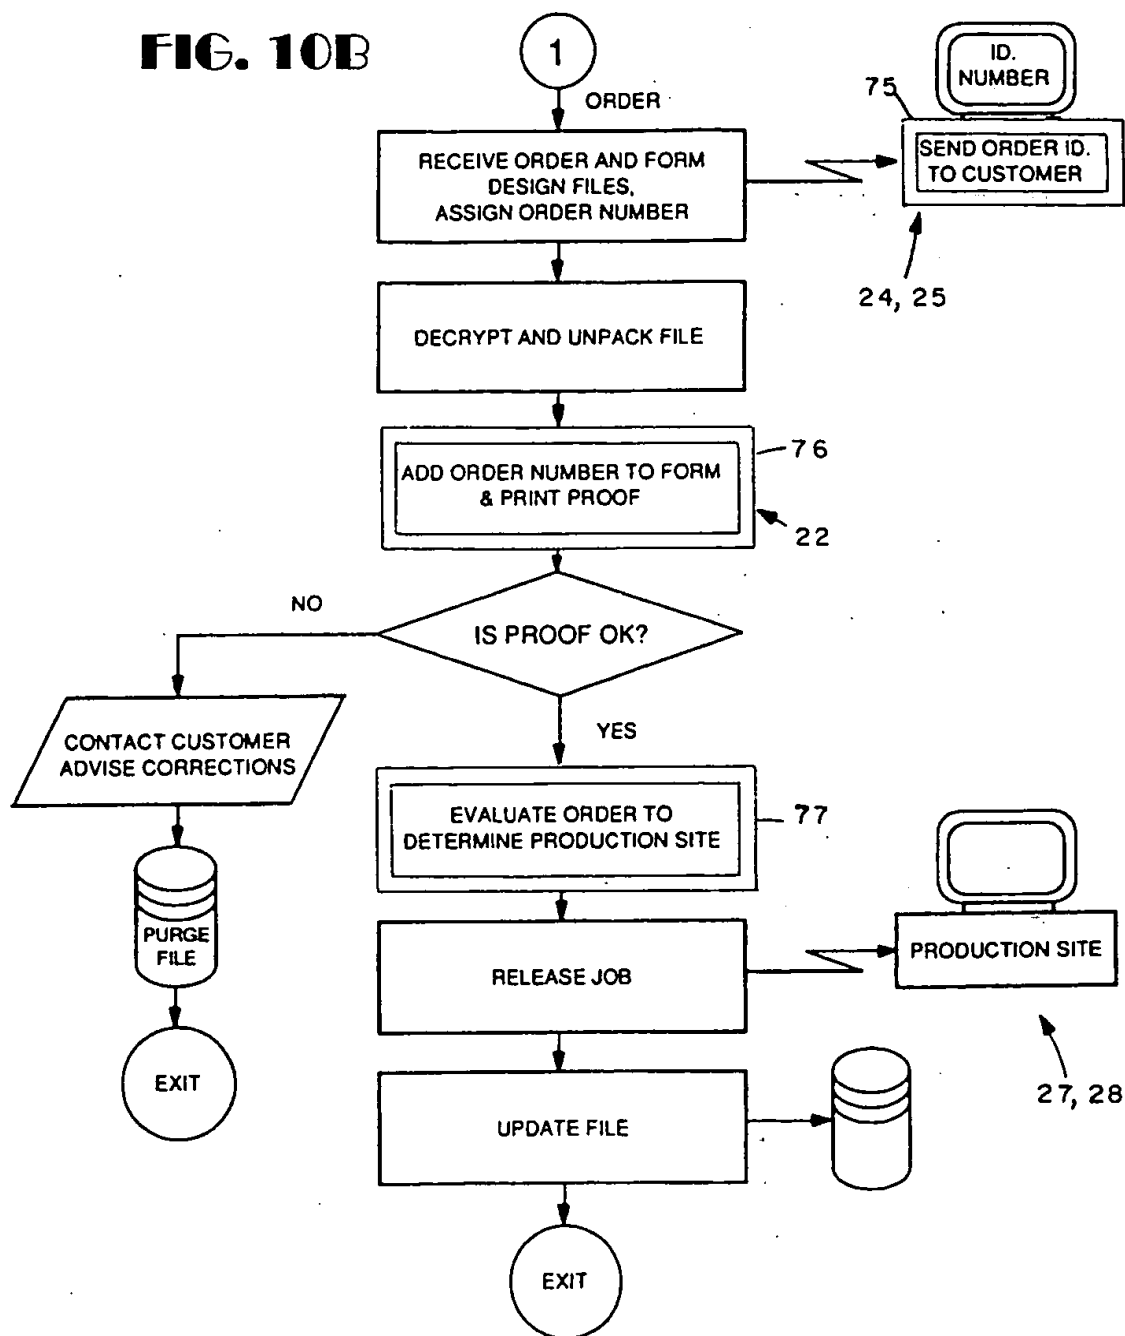 FIG. 10B
1
ORDER
RECEIVE ORDER AND FORM
DESIGN FILES,
ASSIGN ORDER NUMBER
75
ID.
NUMBER
SEND ORDER ID.
TO CUSTOMER
24, 25
DECRYPT AND UNPACK FILE
ADD ORDER NUMBER TO FORM
& PRINT PROOF
76
22
IS PROOF OK?
NO
CONTACT CUSTOMER
ADVISE CORRECTIONS
PURGE
FILE
EXIT
YES
EVALUATE ORDER TO
DETERMINE PRODUCTION SITE
77
RELEASE JOB
PRODUCTION SITE
27, 28
UPDATE FILE
EXIT